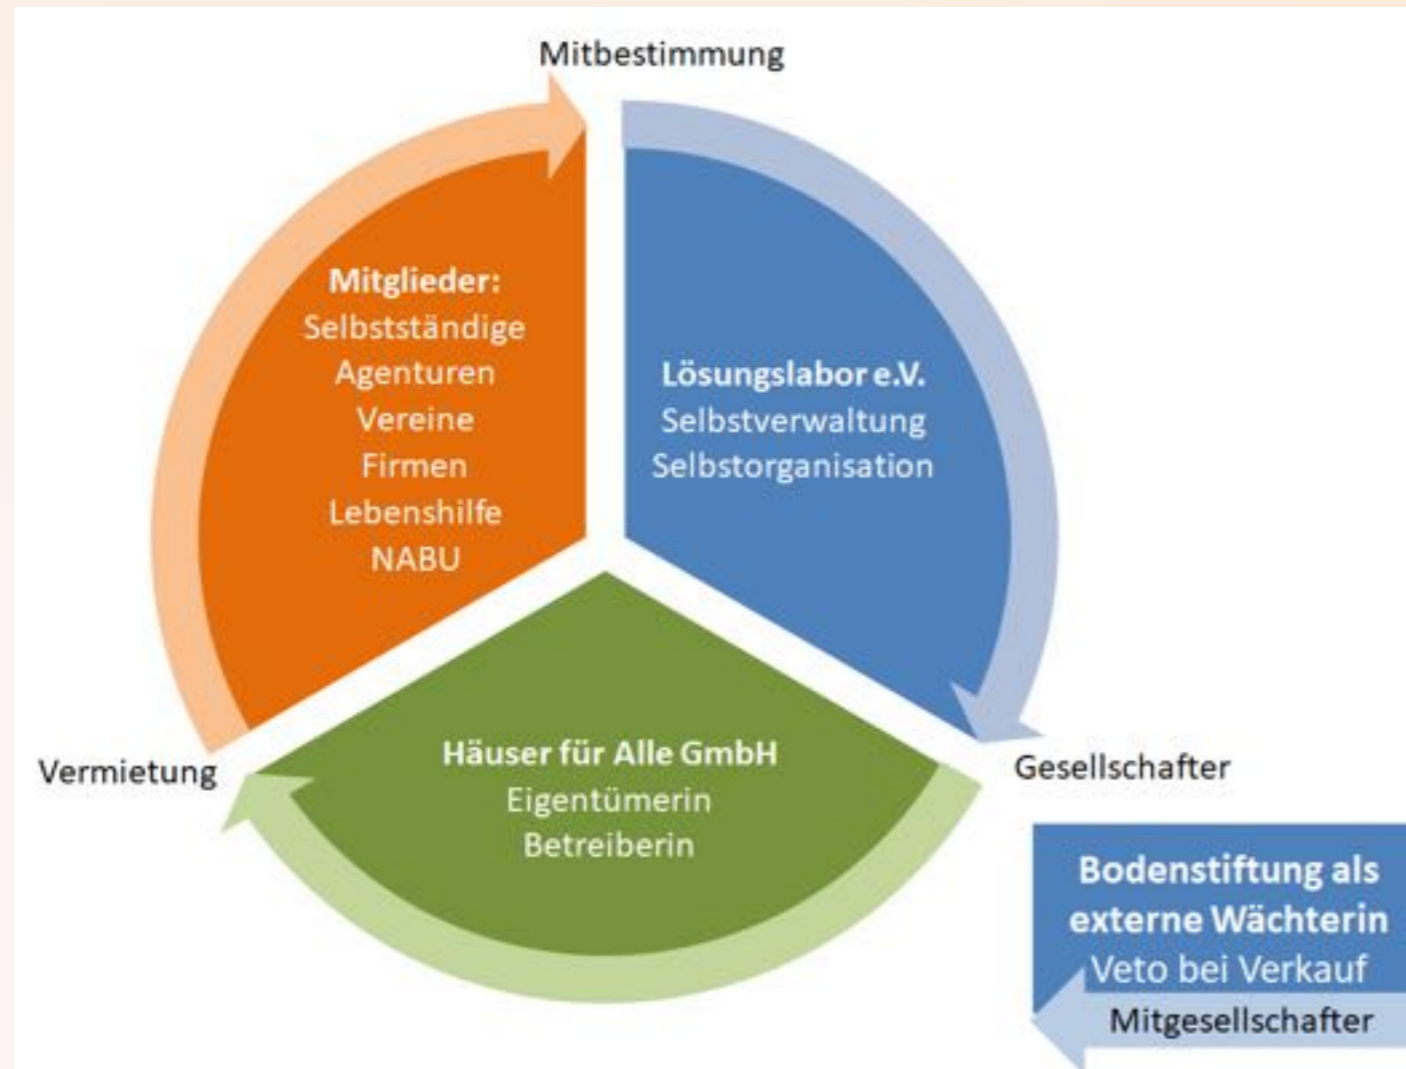 Mitbestimmung
Mitglieder:
Selbstständige
Agenturen
Vereine
Firmen
Lebenshilfe
NABU
Lösungslabor e.V.
Selbstverwaltung
Selbstorganisation
Häuser für Alle GmbH
Eigentümerin
Betreiberin
Vermietung
Gesellschafter
Bodenstiftung als
externe Wächterin
Veto bei Verkauf
Mitgesellschafter